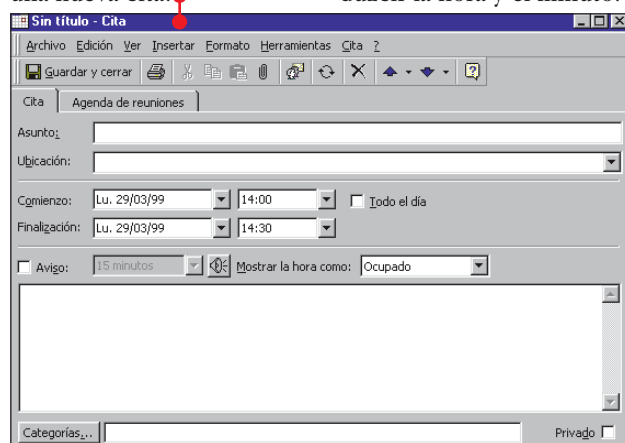 una nueva cita. duzcn la hora y el minuto.
Sin título - Cita
Archivo Edición Ver Insertar Formato Herramientas Cita ?
Guardar y cerrar
Cita Agenda de reuniones
Asunto:
Ubicación:
Comienzo: Lu. 29/03/99 14:00 Todo el día
Finalización: Lu. 29/03/99 14:30
Aviso: 15 minutos Mostrar la hora como: Ocupado
Categorías... Privado